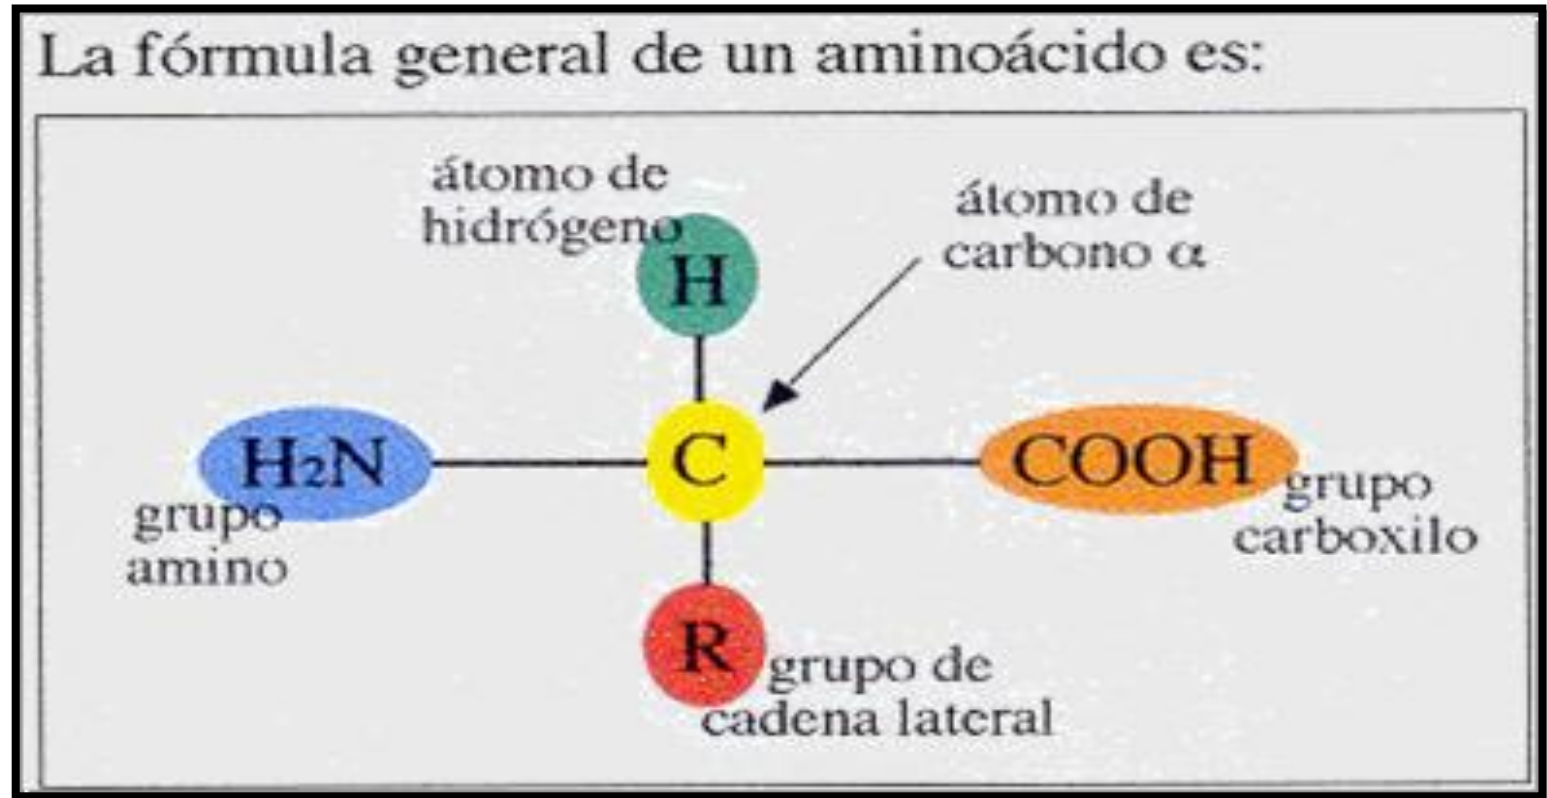 La fórmula general de un aminoácido es:
átomo de
hidrógeno
átomo de
carbono α
H
H₂N
C
COOH
grupo
amino
grupo
carboxilo
R
grupo de
cadena lateral